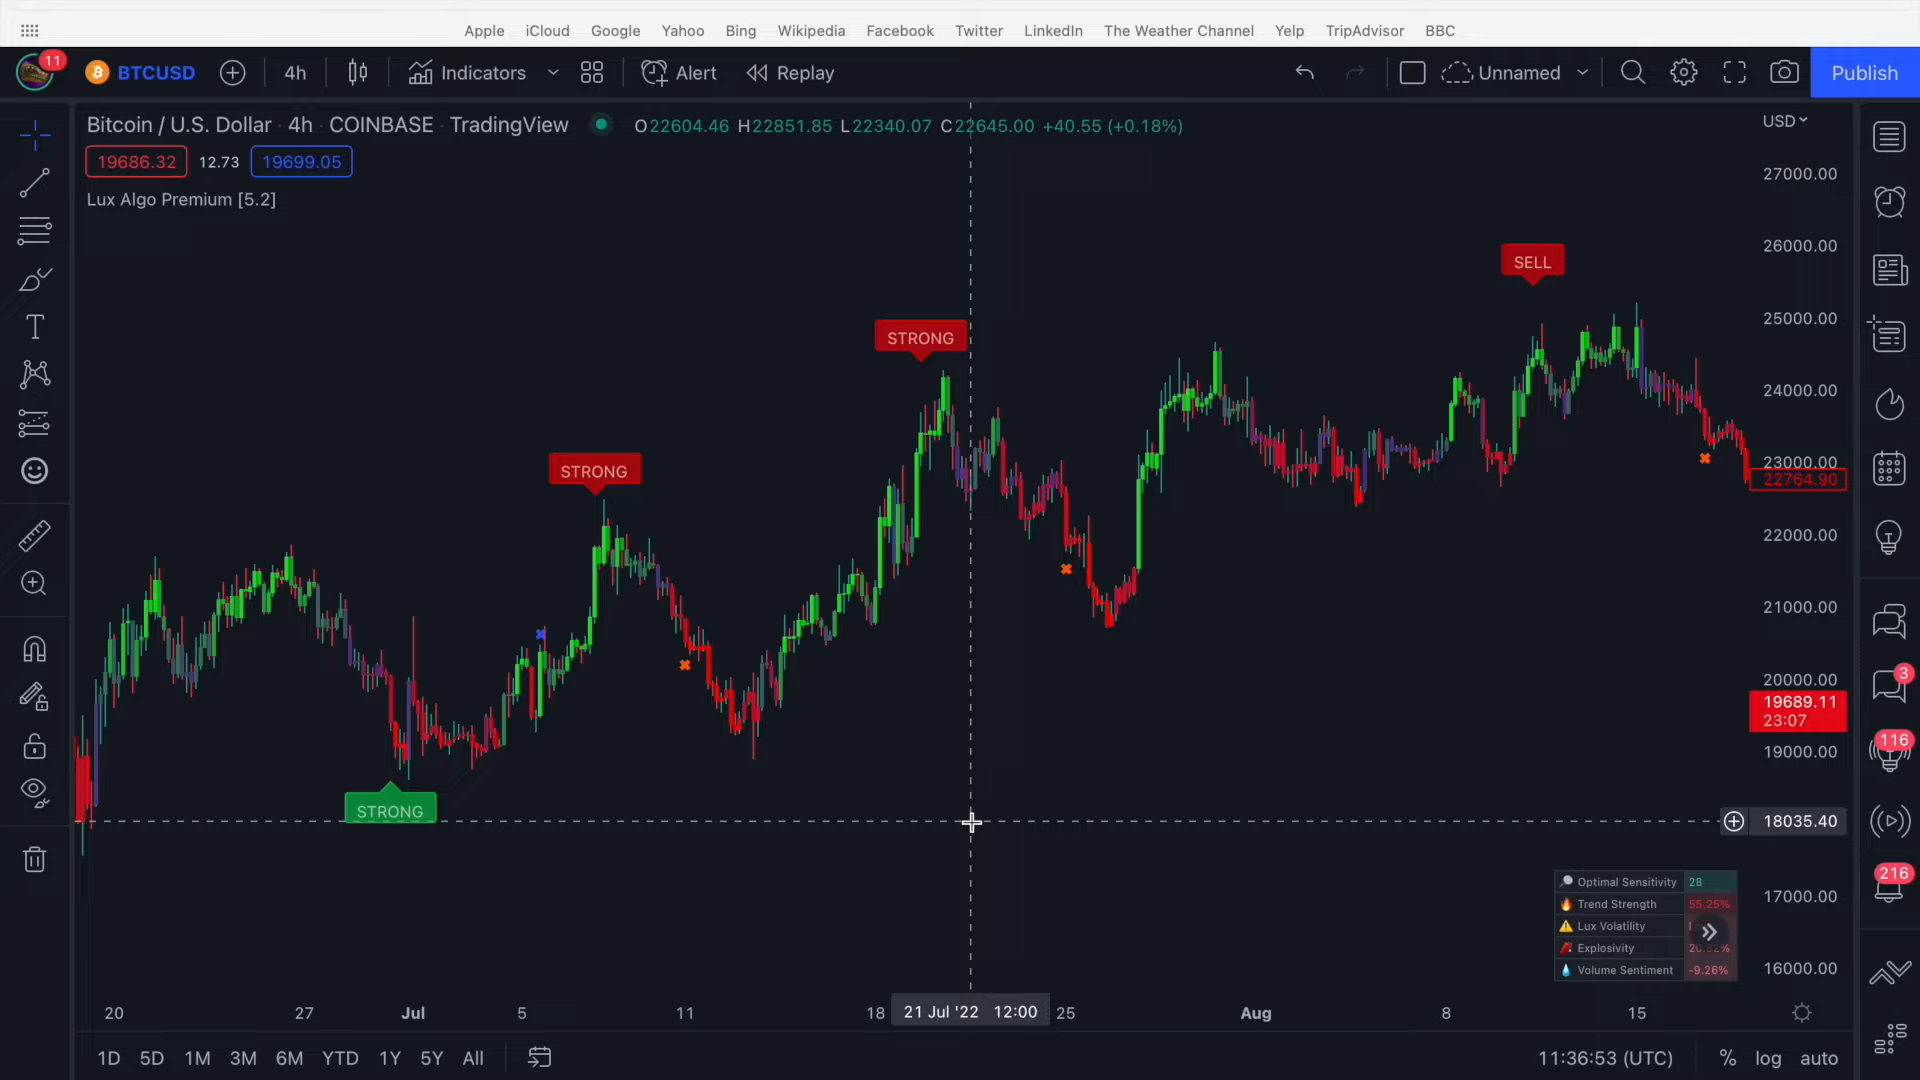 Apple iCloud Google Yahoo Bing Wikipedia Facebook Twitter LinkedIn The Weather Channel Yelp TripAdvisor BBC
11 BTCUSD 4h Indicators Alert Replay Unnamed Publish
Bitcoin / U.S. Dollar · 4h · COINBASE · TradingView O22604.46 H22851.85 L22340.07 C22645.00 +40.55 (+0.18%)
USD
19686.32 12.73 19699.05
Lux Algo Premium [5.2]
27000.00
26000.00
SELL
25000.00
STRONG
24000.00
23000.00
STRONG
22764.90
22000.00
21000.00
20000.00
3
19689.11
23:07
116
19000.00
STRONG
18035.40
216
Optimal Sensitivity 28
17000.00
Trend Strength 55.25%
Lux Volatility
Explosivity
Volume Sentiment -9.26%
16000.00
20 27 Jul 5 11 18 21 Jul '22 12:00 25 Aug 8 15
1D 5D 1M 3M 6M YTD 1Y 5Y All 11:36:53 (UTC) % log auto